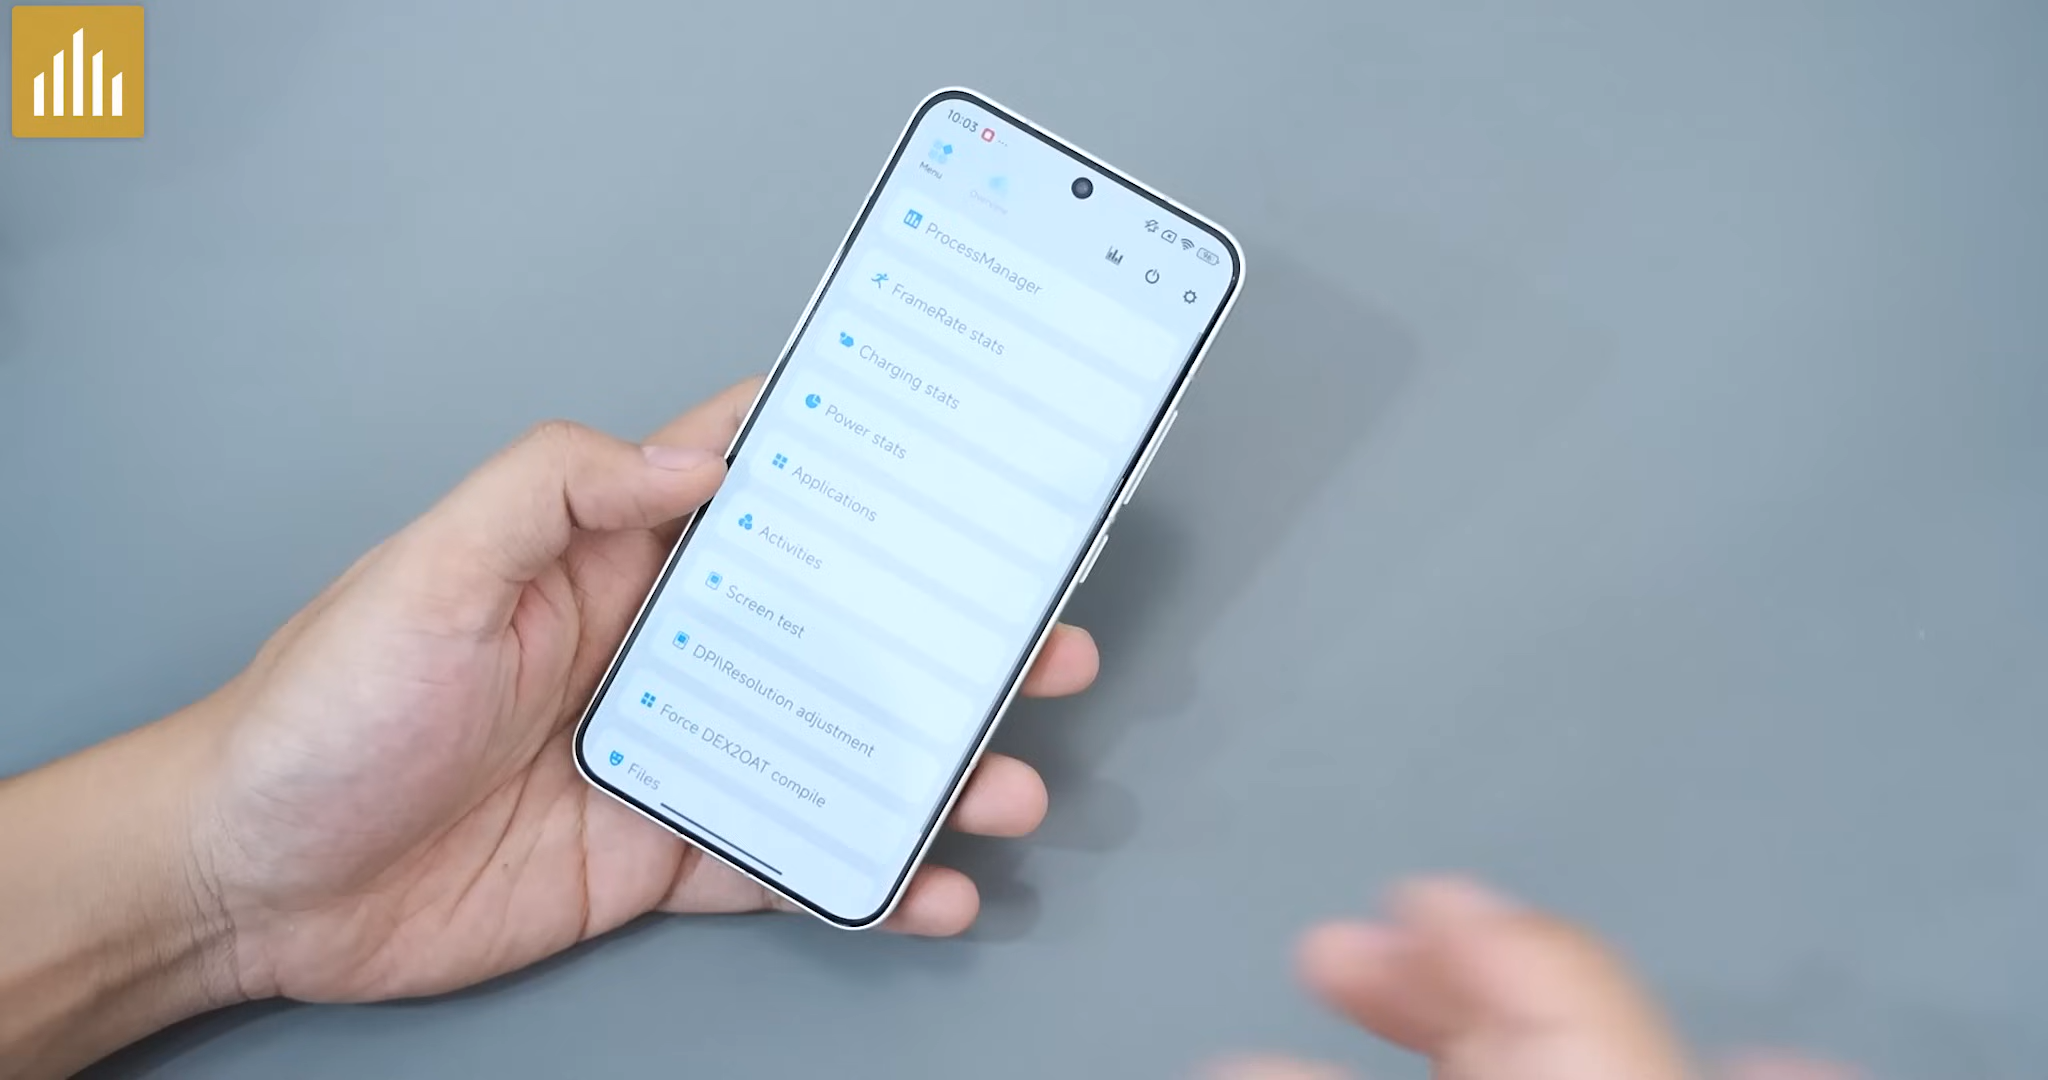 10:03
Menu
Overview
ProcessManager
FrameRate stats
Charging stats
Power stats
Applications
Activities
Screen test
DPI\Resolution adjustment
Force DEX2OAT compile
Files